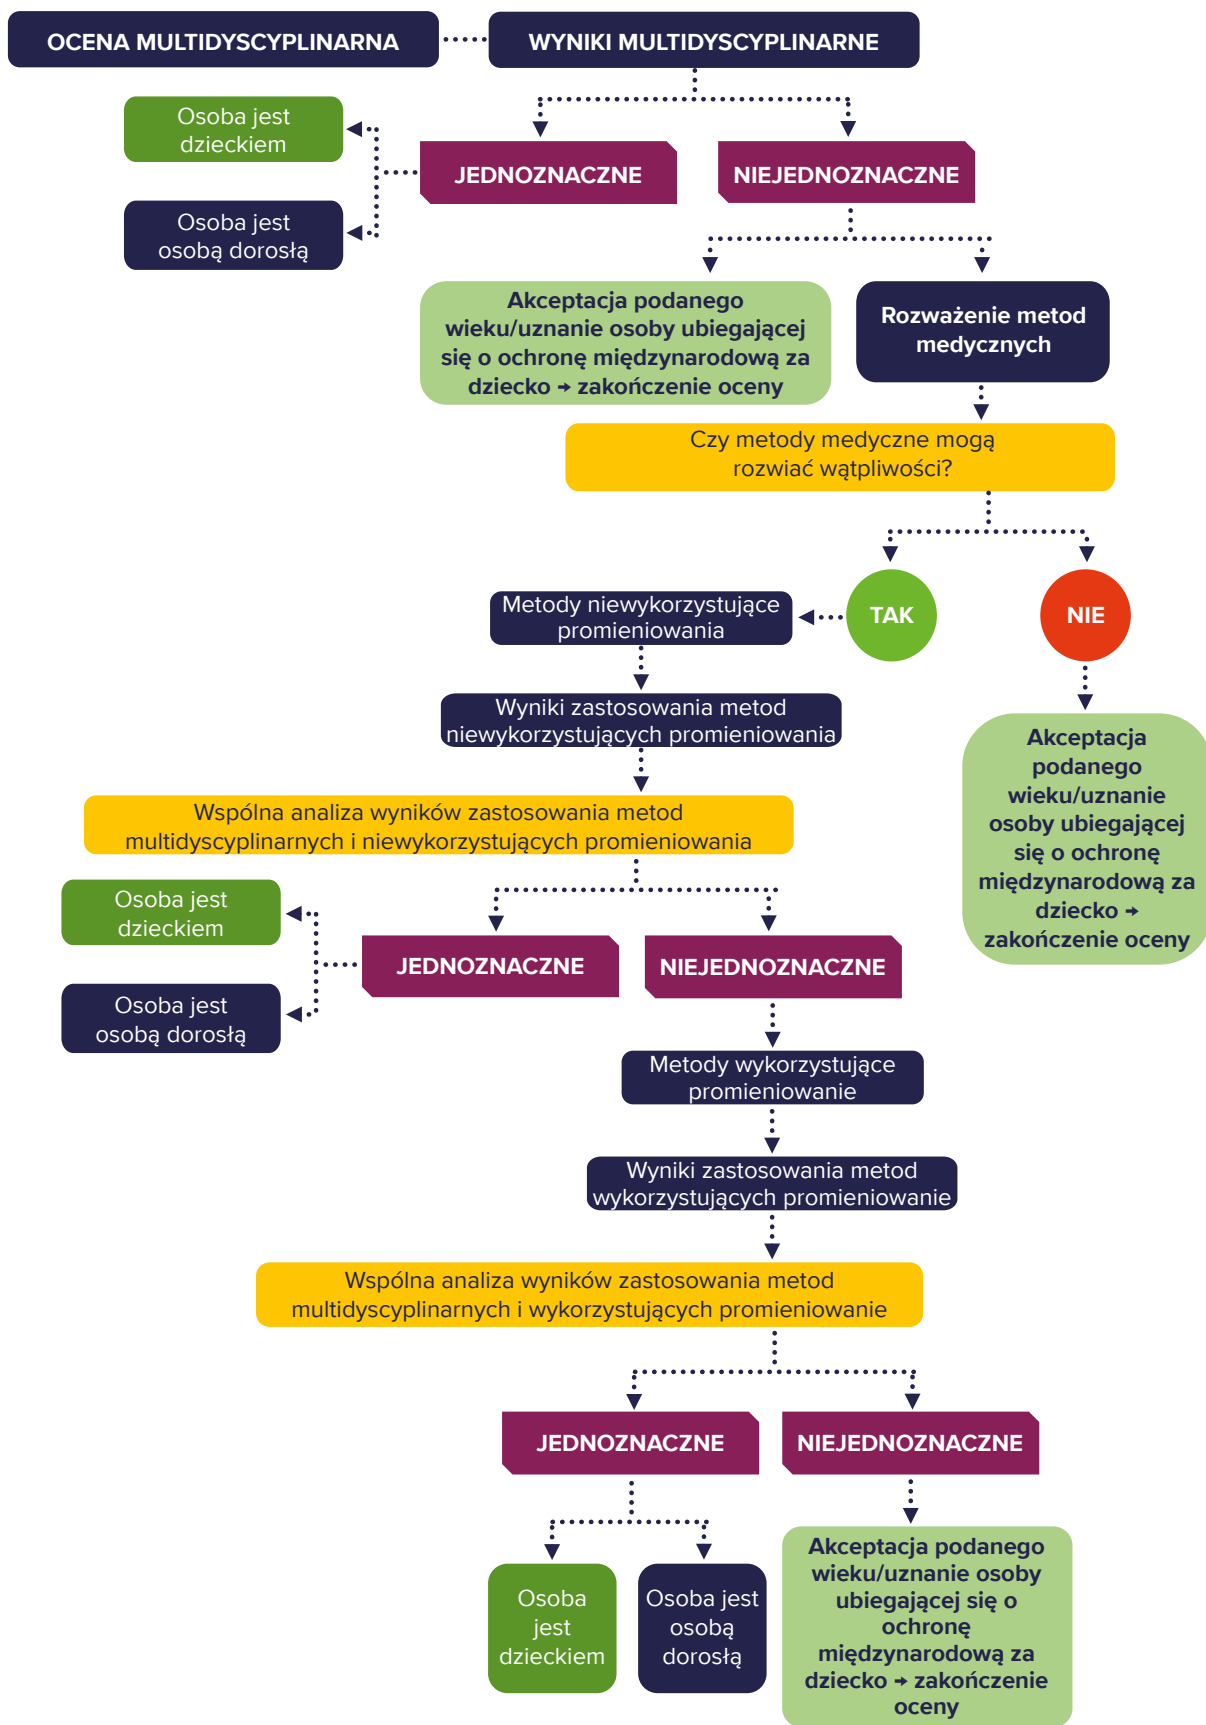 OCENA MULTIDYSCYPLINARNA
WYNIKI MULTIDYSCYPLINARNE
Osoba jest
dzieckiem
Osoba jest
osobą dorosłą
JEDNOZNACZNE
NIEJEDNOZNACZNE
Akceptacja podanego
wieku/uznanie osoby ubiegającej
się o ochronę międzynarodową za
dziecko → zakończenie oceny
Rozważenie metod
medycznych
Czy metody medyczne mogą
rozwiać wątpliwości?
TAK
NIE
Metody niewykorzystujące
promieniowania
Wyniki zastosowania metod
niewykorzystujących promieniowania
Akceptacja
podanego
wieku/uznanie
osoby ubiegającej
się o ochronę
międzynarodową za
dziecko →
zakończenie oceny
Wspólna analiza wyników zastosowania metod
multidyscyplinarnych i niewykorzystujących promieniowania
Osoba jest
dzieckiem
Osoba jest
osobą dorosłą
JEDNOZNACZNE
NIEJEDNOZNACZNE
Metody wykorzystujące
promieniowanie
Wyniki zastosowania metod
wykorzystujących promieniowanie
Wspólna analiza wyników zastosowania metod
multidyscyplinarnych i wykorzystujących promieniowanie
JEDNOZNACZNE
NIEJEDNOZNACZNE
Osoba
jest
dzieckiem
Osoba jest
osobą
dorosłą
Akceptacja podanego
wieku/uznanie osoby
ubiegającej się o
ochronę
międzynarodową za
dziecko → zakończenie
oceny